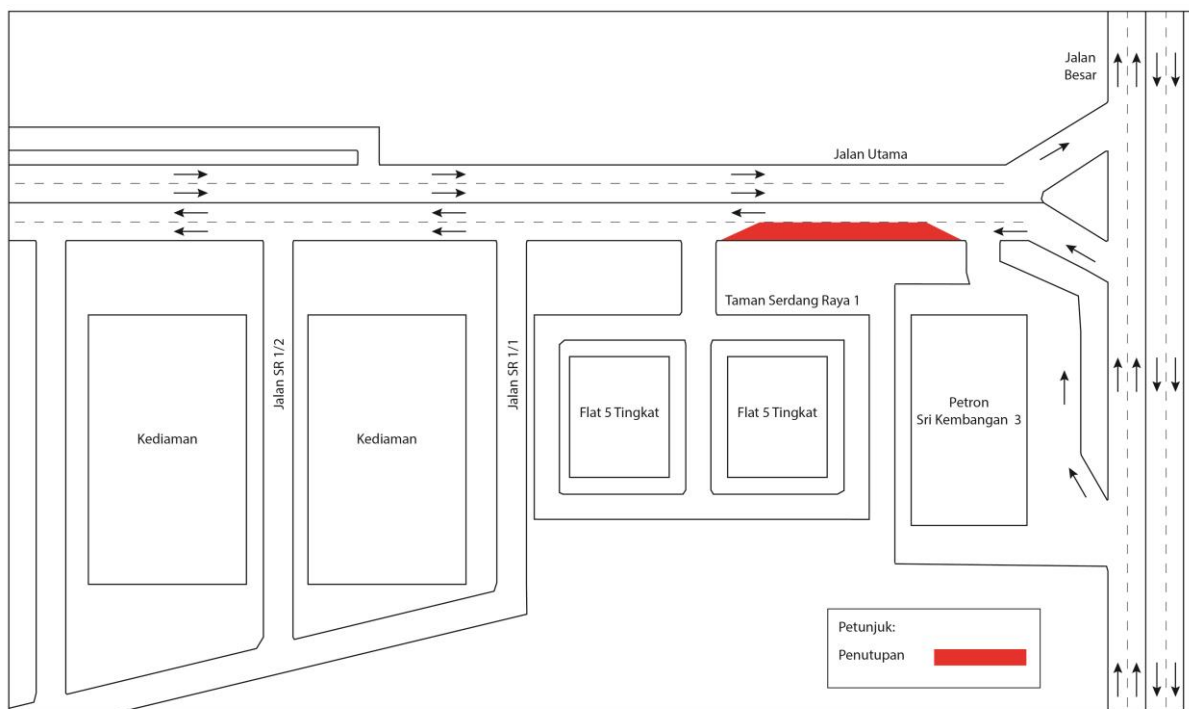 Jalan
Besar
Jalan Utama
Taman Serdang Raya 1
Jalan SR 1/2
Jalan SR 1/1
Kediaman
Kediaman
Flat 5 Tingkat
Flat 5 Tingkat
Petron
Sri Kembangan 3
Petunjuk:
Penutupan